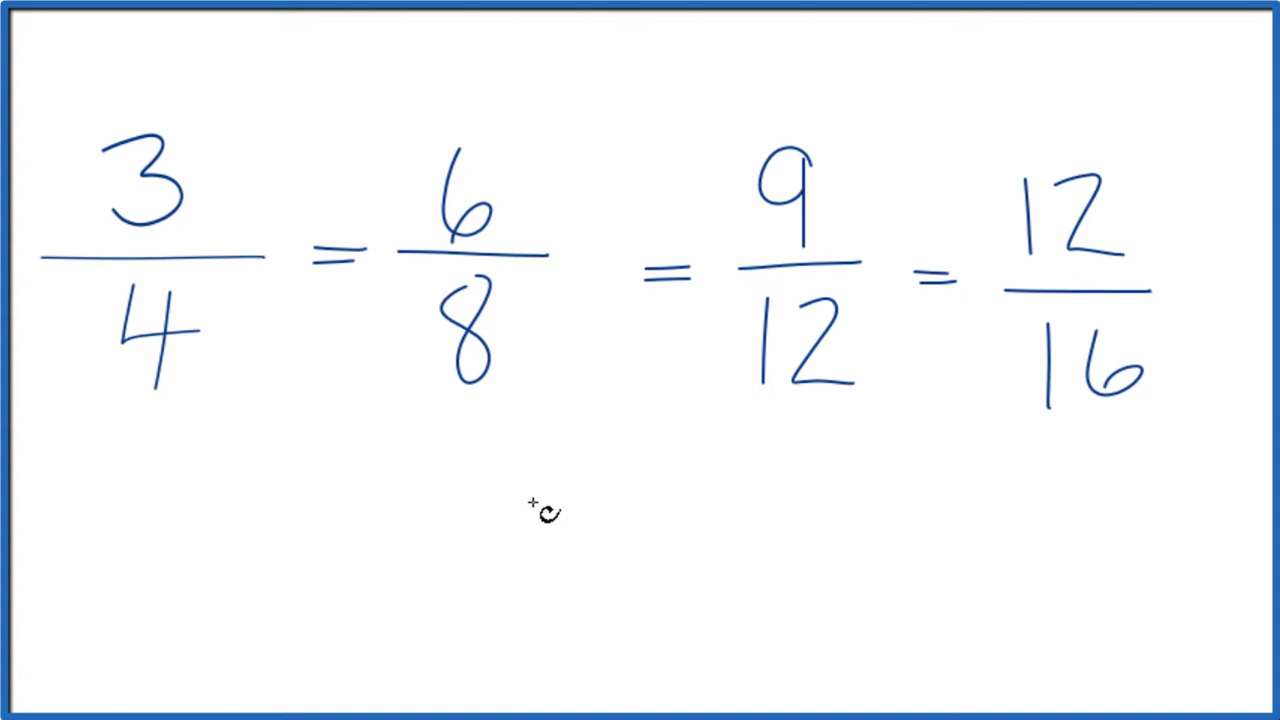 3/4 = 6/8 = 9/12 = 12/16